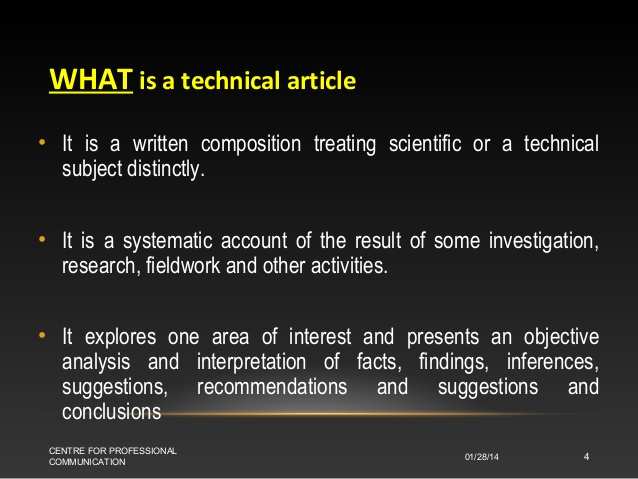 WHAT is a technical article
• It is a written composition treating scientific or a technical
subject distinctly.
• It is a systematic account of the result of some investigation,
research, fieldwork and other activities.
• It explores one area of interest and presents an objective
analysis and interpretation of facts, findings, inferences,
suggestions, recommendations and suggestions and
conclusions
CENTRE FOR PROFESSIONAL
COMMUNICATION
01/28/14
4